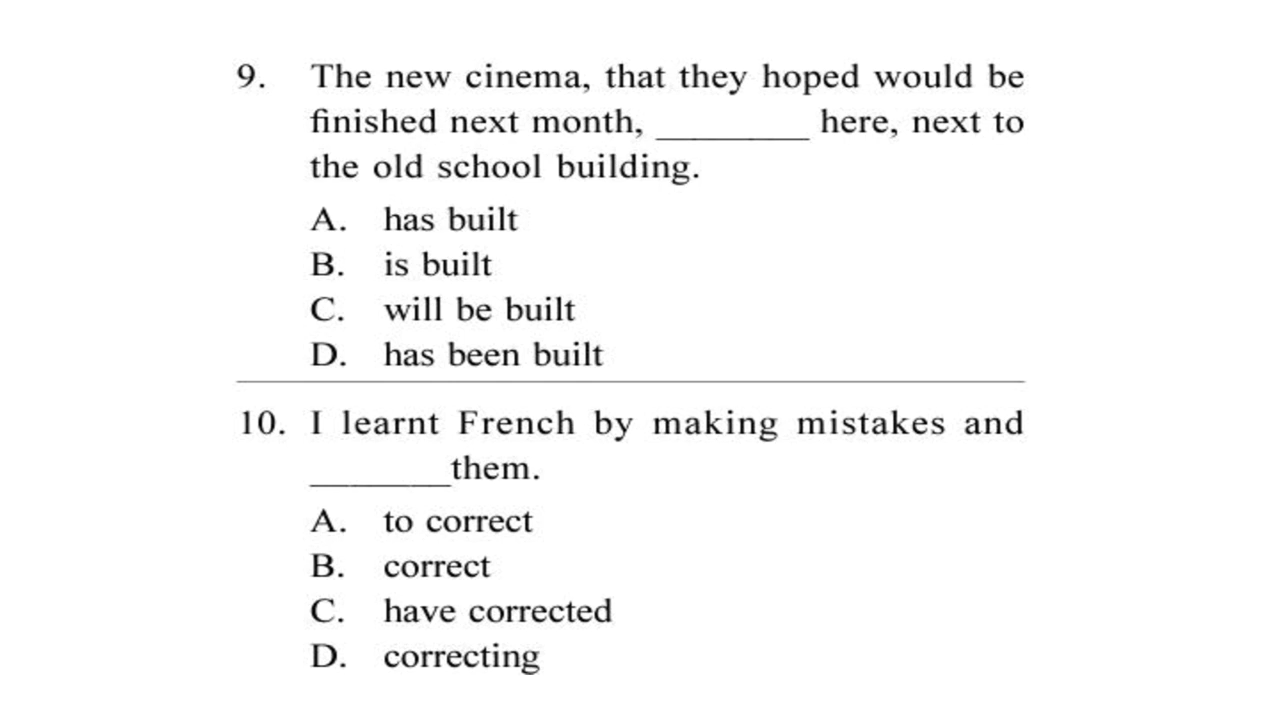 9. The new cinema, that they hoped would be
finished next month, ________ here, next to
the old school building.
A. has built
B. is built
C. will be built
D. has been built
10. I learnt French by making mistakes and
_______them.
A. to correct
B. correct
C. have corrected
D. correcting